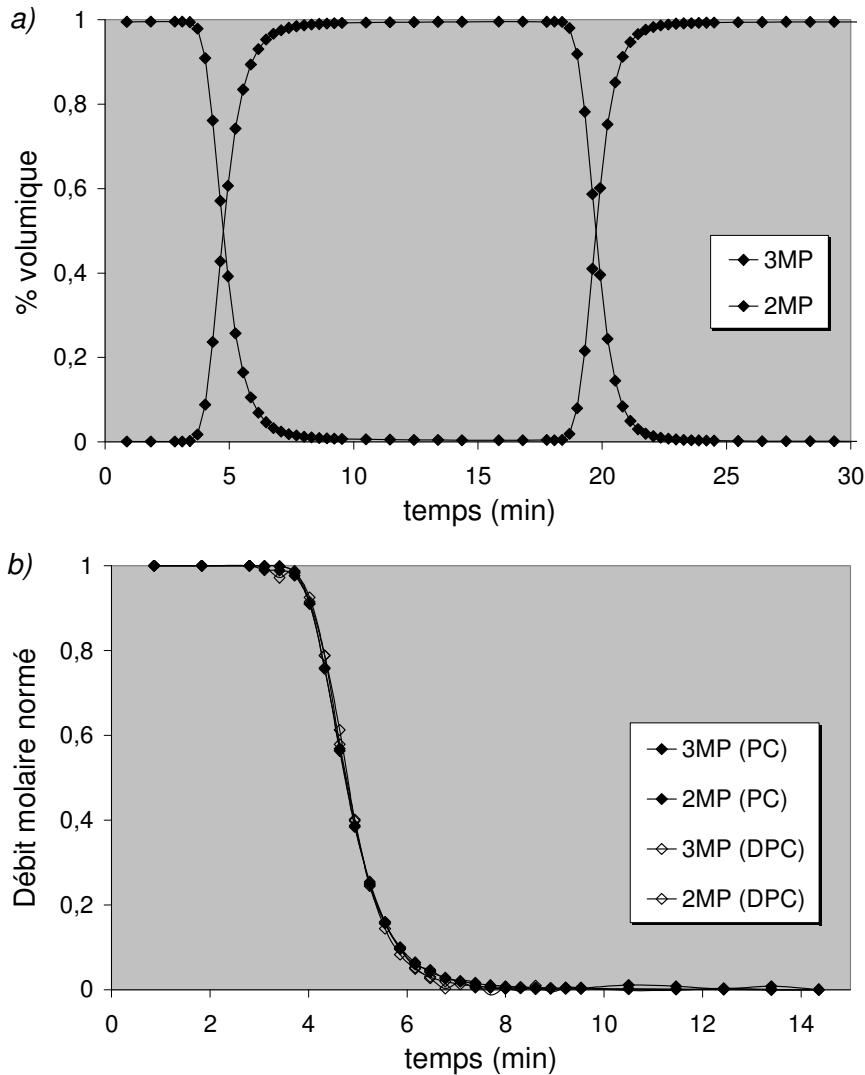 a)
1
0,8
0,6
0,4
0,2
0
% volumique
3MP
2MP
0 5 10 15 20 25 30
temps (min)
b)
1
0,8
0,6
0,4
0,2
0
Débit molaire normé
3MP (PC)
2MP (PC)
3MP (DPC)
2MP (DPC)
0 2 4 6 8 10 12 14
temps (min)